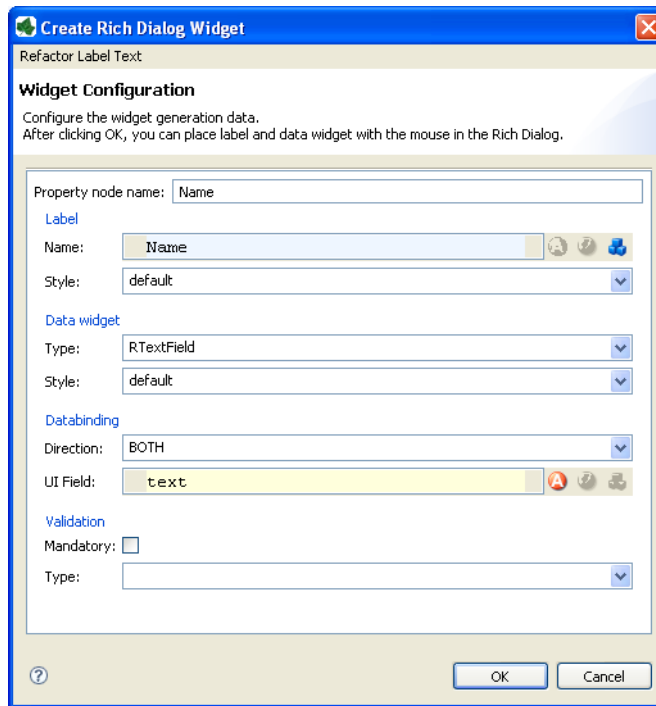 Create Rich Dialog Widget
Refactor Label Text
Widget Configuration
Configure the widget generation data.
After clicking OK, you can place label and data widget with the mouse in the Rich Dialog.
Property node name: Name
Label
Name: Name
Style: default
Data widget
Type: RTextField
Style: default
Databinding
Direction: BOTH
UI Field: text
Validation
Mandatory:
Type:
OK Cancel